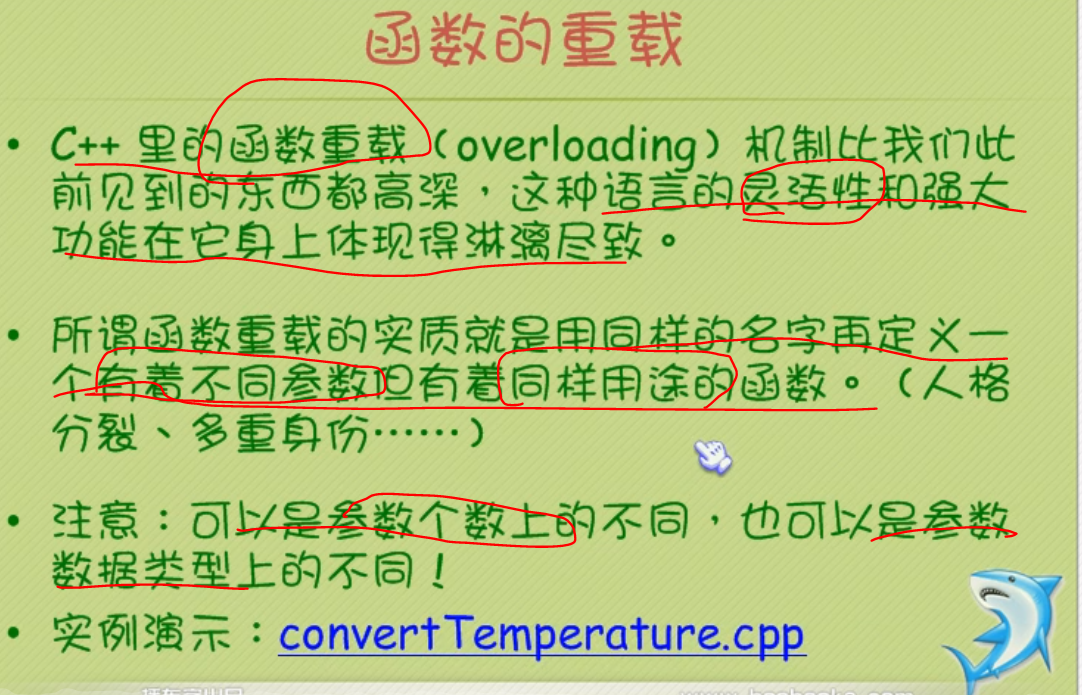 函数的重载
• C++ 里的函数重载（overloading）机制比我们此
前见到的东西都高深，这种语言的灵活性和强大
功能在它身上体现得淋漓尽致。
• 所谓函数重载的实质就是用同样的名字再定义一
个有着不同参数但有着同样用途的函数。（人格
分裂、多重身份……）
• 注意：可以是参数个数上的不同，也可以是参数
数据类型上的不同！
• 实例演示：convertTemperature.cpp